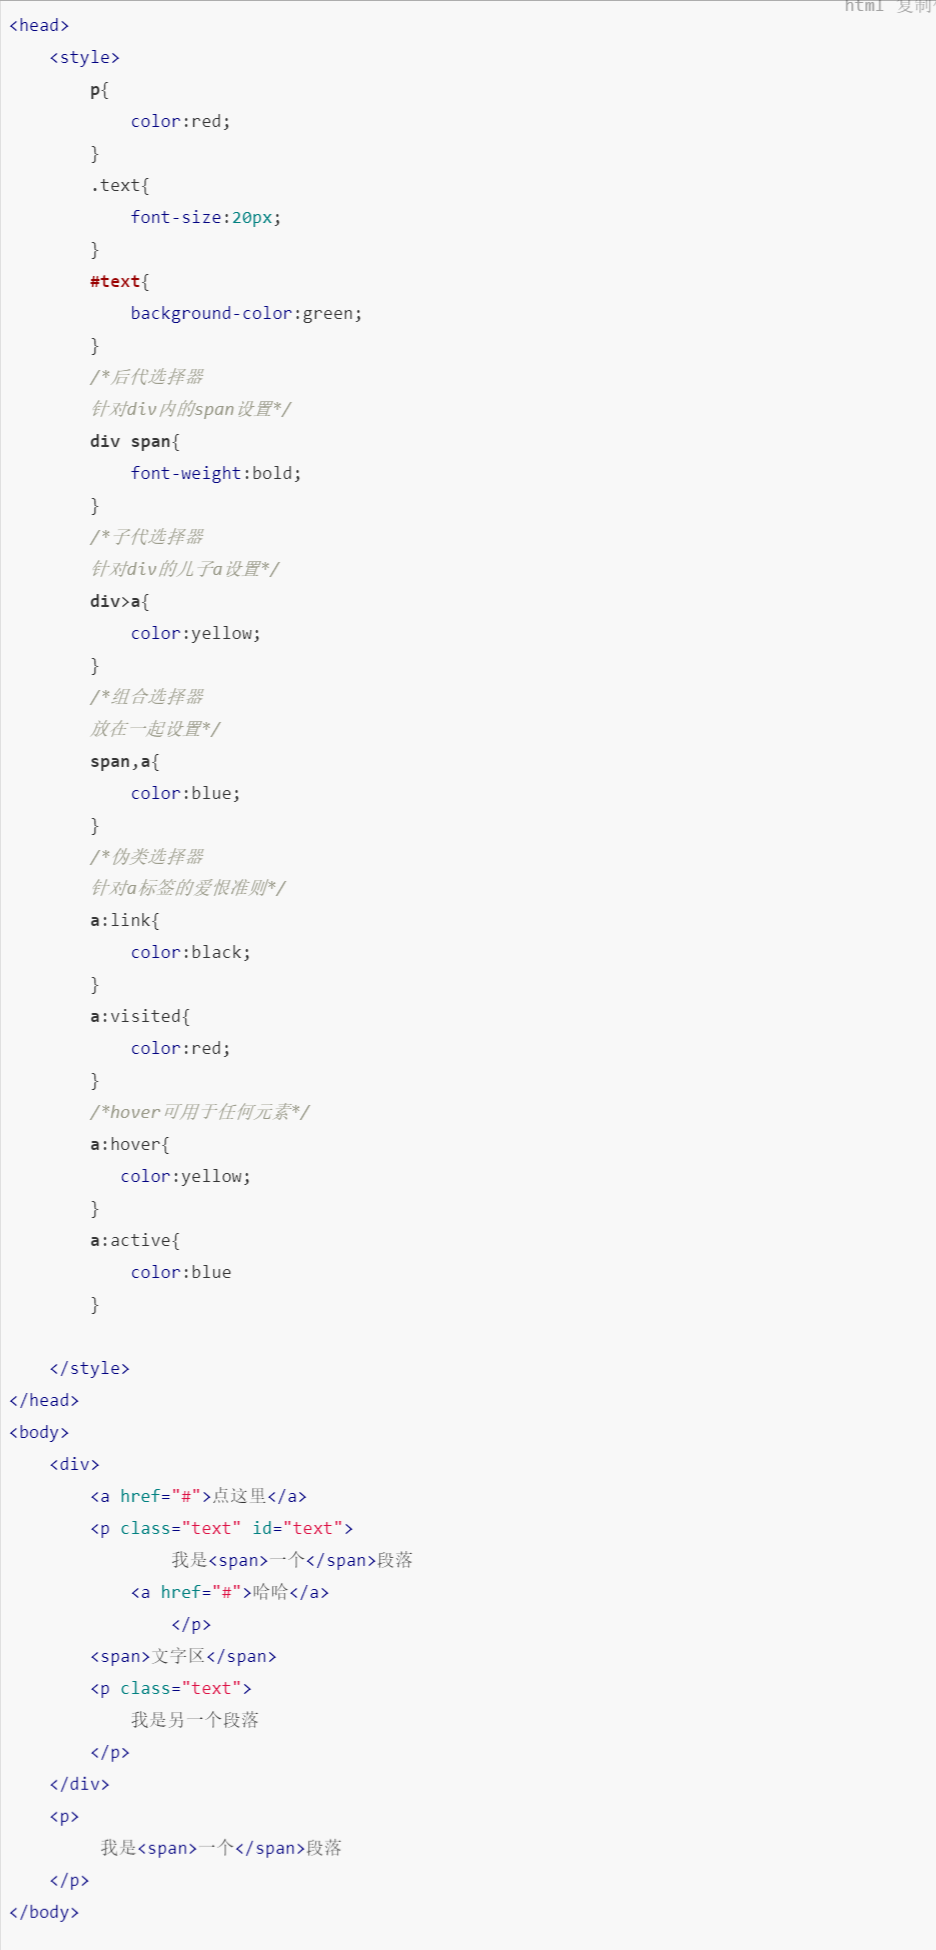 html 复制
<head>
    <style>
        p{
            color:red;
        }
        .text{
            font-size:20px;
        }
        #text{
            background-color:green;
        }
        /*后代选择器
        针对div内的span设置*/
        div span{
            font-weight:bold;
        }
        /*子代选择器
        针对div的儿子a设置*/
        div>a{
            color:yellow;
        }
        /*组合选择器
        放在一起设置*/
        span,a{
            color:blue;
        }
        /*伪类选择器
        针对a标签的爱恨准则*/
        a:link{
            color:black;
        }
        a:visited{
            color:red;
        }
        /*hover可用于任何元素*/
        a:hover{
           color:yellow;
        }
        a:active{
            color:blue
        }

    </style>
</head>
<body>
    <div>
        <a href="#">点这里</a>
        <p class="text" id="text">
                我是<span>一个</span>段落
            <a href="#">哈哈</a>
                </p>
        <span>文字区</span>
        <p class="text">
            我是另一个段落
        </p>
    </div>
    <p>
         我是<span>一个</span>段落
    </p>
</body>